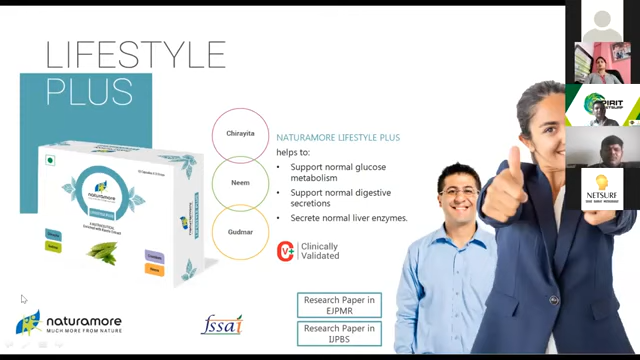 LIFESTYLE
PLUS
naturamore
Chirayita
Neem
Gudmar
NATURAMORE LIFESTYLE PLUS
helps to:
• Support normal glucose
metabolism
• Support normal digestive
secretions
• Secrete normal liver enzymes.
Clinically
Validated
Research Paper in
EJPMR
Research Paper in
IJPBS
naturamore
MUCH MORE FROM NATURE
fssai
NETSURF